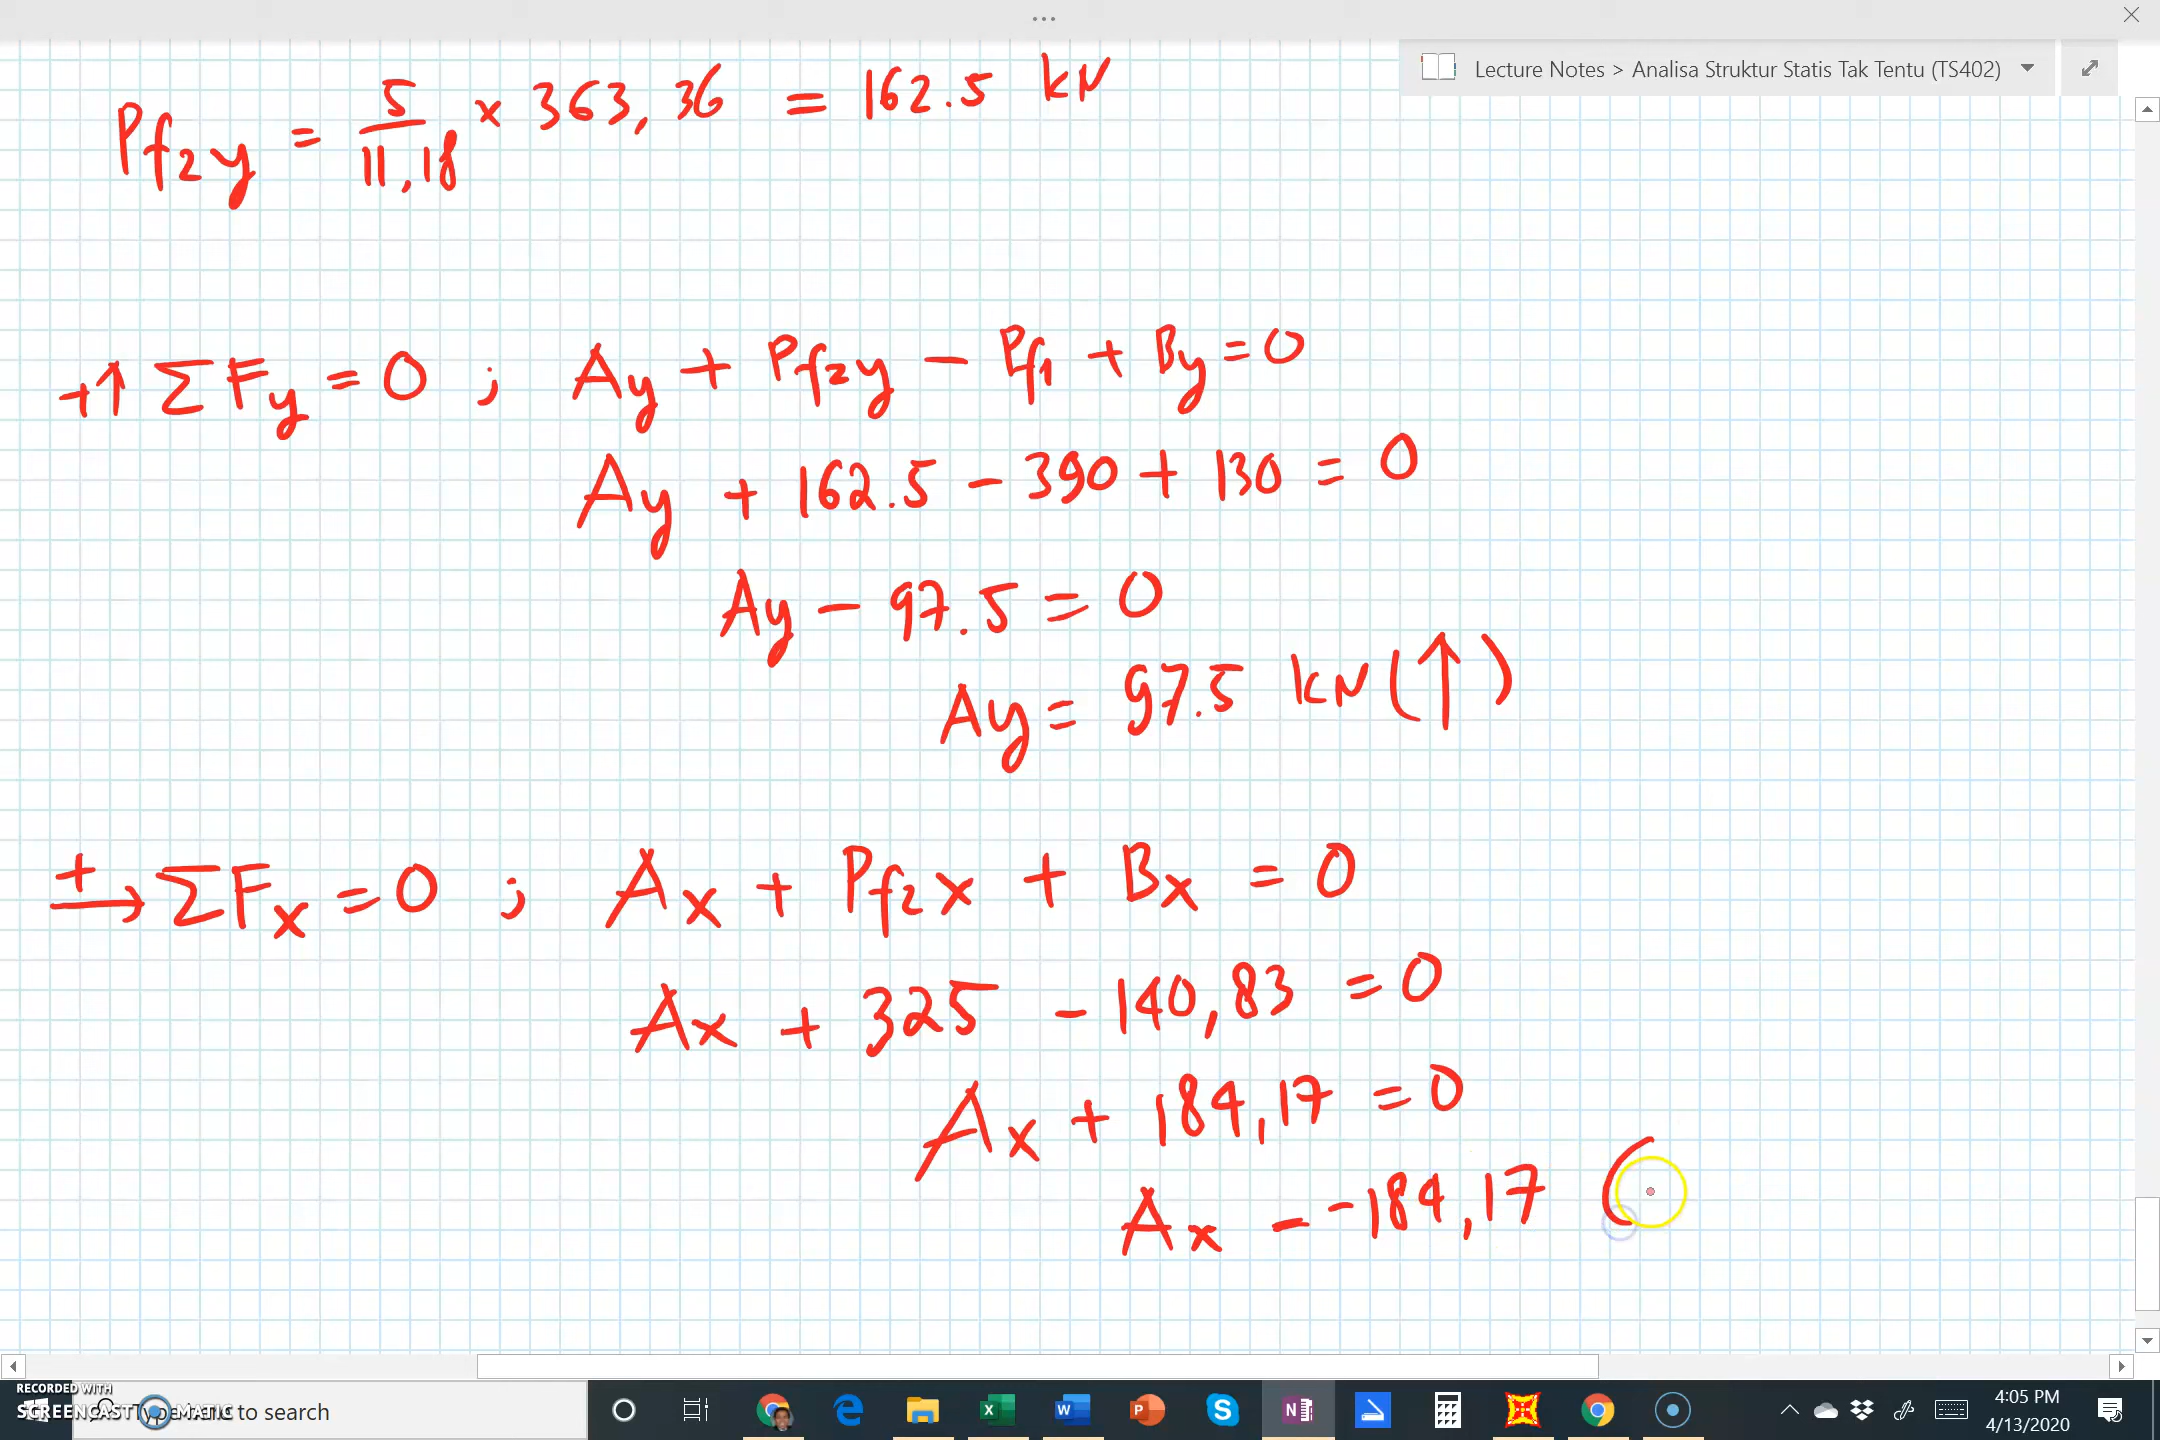 Lecture Notes > Analisa Struktur Statis Tak Tentu (TS402)
Pf2y = 5/11,18 × 363,36 = 162.5 kN
+↑ ΣFy = 0 ; Ay + Pf2y − Pf1 + By = 0
Ay + 162.5 − 390 + 130 = 0
Ay − 97.5 = 0
Ay = 97.5 kN (↑)
+→ ΣFx = 0 ; Ax + Pf2x + Bx = 0
Ax + 325 − 140,83 = 0
Ax + 184,17 = 0
Ax − -184,17 (
RECORDED WITH
SCREENCAST MATIC
to search
4:05 PM
4/13/2020